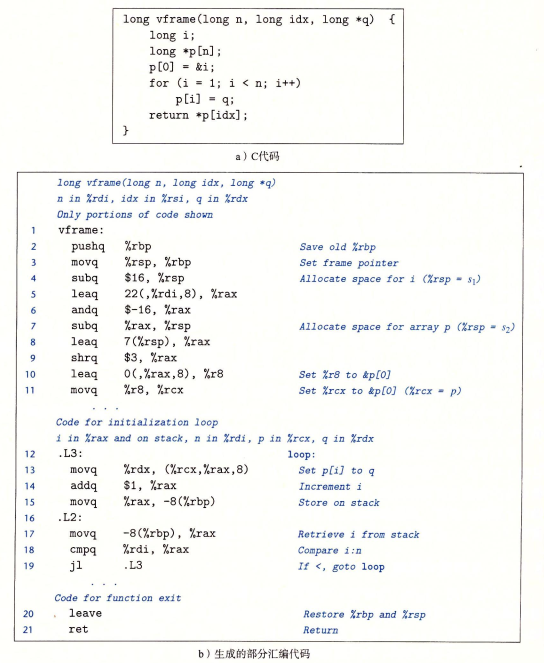 long vframe(long n, long idx, long *q)  {
    long i;
    long *p[n];
    p[0] = &i;
    for (i = 1; i < n; i++)
        p[i] = q;
    return *p[idx];
}
a）C代码
long vframe(long n, long idx, long *q)
n in %rdi, idx in %rsi, q in %rdx
Only portions of code shown
1 vframe:
2 pushq %rbp Save old %rbp
3 movq %rsp, %rbp Set frame pointer
4 subq $16, %rsp Allocate space for i (%rsp = s₁)
5 leaq 22(,%rdi,8), %rax
6 andq $-16, %rax
7 subq %rax, %rsp Allocate space for array p (%rsp = s₂)
8 leaq 7(%rsp), %rax
9 shrq $3, %rax
10 leaq 0(,%rax,8), %r8 Set %r8 to &p[0]
11 movq %r8, %rcx Set %rcx to &p[0] (%rcx = p)
. . .
Code for initialization loop
i in %rax and on stack, n in %rdi, p in %rcx, q in %rdx
12 .L3: loop:
13 movq %rdx, (%rcx,%rax,8) Set p[i] to q
14 addq $1, %rax Increment i
15 movq %rax, -8(%rbp) Store on stack
16 .L2:
17 movq -8(%rbp), %rax Retrieve i from stack
18 cmpq %rdi, %rax Compare i:n
19 jl .L3 If <, goto loop
. . .
Code for function exit
20 leave Restore %rbp and %rsp
21 ret Return
b）生成的部分汇编代码